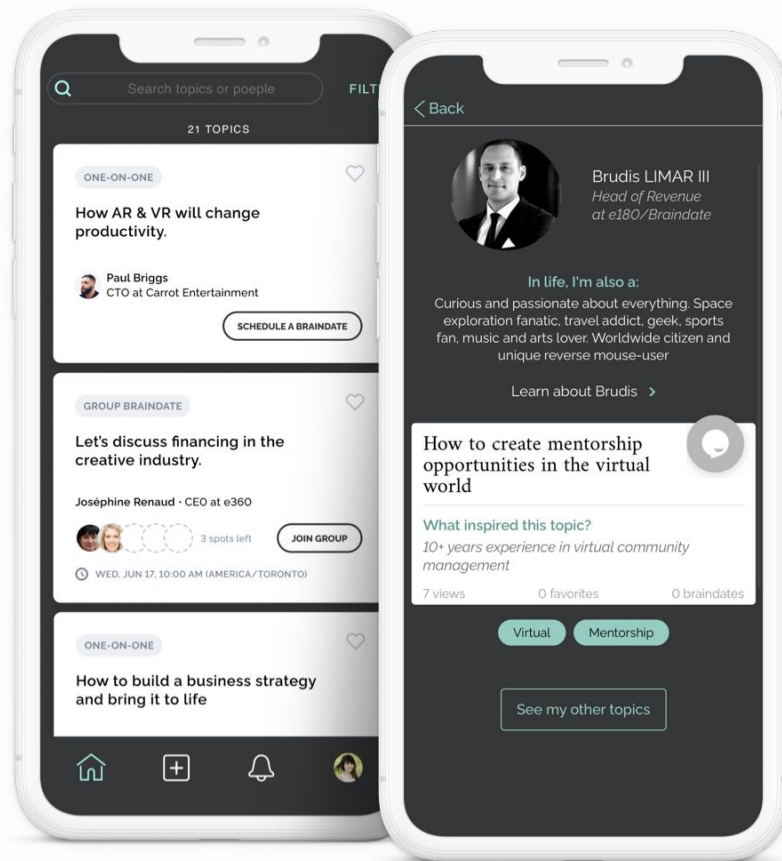 Search topics or poeple
FILT
21 TOPICS
ONE-ON-ONE
How AR & VR will change
productivity.
Paul Briggs
CTO at Carrot Entertainment
SCHEDULE A BRAINDATE
GROUP BRAINDATE
Let's discuss financing in the
creative industry.
Joséphine Renaud · CEO at e360
3 spots left
JOIN GROUP
WED, JUN 17, 10:00 AM (AMERICA/TORONTO)
ONE-ON-ONE
How to build a business strategy
and bring it to life
Back
Brudis LIMAR III
Head of Revenue
at e180/Braindate
In life, I'm also a:
Curious and passionate about everything. Space
exploration fanatic, travel addict, geek, sports
fan, music and arts lover. Worldwide citizen and
unique reverse mouse-user
Learn about Brudis
How to create mentorship
opportunities in the virtual
world
What inspired this topic?
10+ years experience in virtual community
management
7 views
0 favorites
0 braindates
Virtual
Mentorship
See my other topics